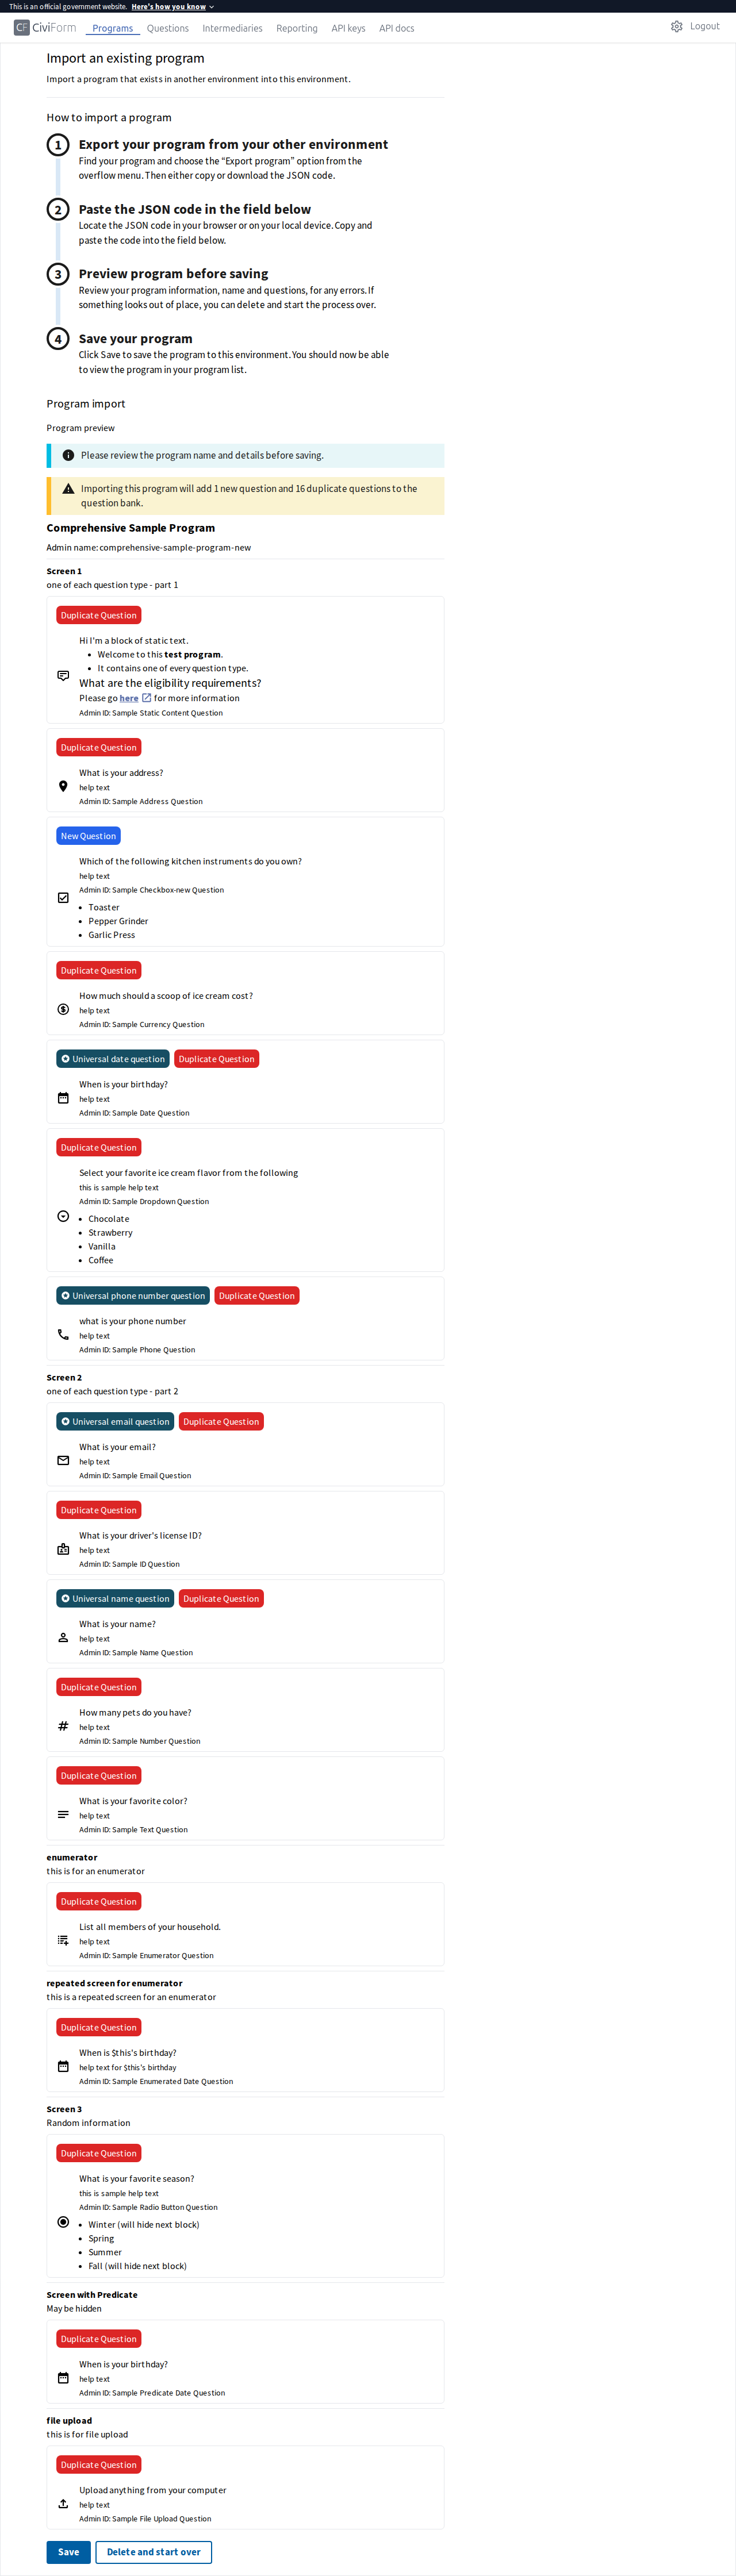 This is an official government website. Here's how you know
CF CiviForm Programs Questions Intermediaries Reporting API keys API docs Logout
Import an existing program
Import a program that exists in another environment into this environment.
How to import a program
1 Export your program from your other environment
Find your program and choose the “Export program” option from the
overflow menu. Then either copy or download the JSON code.
2 Paste the JSON code in the field below
Locate the JSON code in your browser or on your local device. Copy and
paste the code into the field below.
3 Preview program before saving
Review your program information, name and questions, for any errors. If
something looks out of place, you can delete and start the process over.
4 Save your program
Click Save to save the program to this environment. You should now be able
to view the program in your program list.
Program import
Program preview
Please review the program name and details before saving.
Importing this program will add 1 new question and 16 duplicate questions to the
question bank.
Comprehensive Sample Program
Admin name: comprehensive-sample-program-new
Screen 1
one of each question type - part 1
Duplicate Question
Hi I'm a block of static text.
Welcome to this test program.
It contains one of every question type.
What are the eligibility requirements?
Please go here for more information
Admin ID: Sample Static Content Question
Duplicate Question
What is your address?
help text
Admin ID: Sample Address Question
New Question
Which of the following kitchen instruments do you own?
help text
Admin ID: Sample Checkbox-new Question
Toaster
Pepper Grinder
Garlic Press
Duplicate Question
How much should a scoop of ice cream cost?
help text
Admin ID: Sample Currency Question
Universal date question Duplicate Question
When is your birthday?
help text
Admin ID: Sample Date Question
Duplicate Question
Select your favorite ice cream flavor from the following
this is sample help text
Admin ID: Sample Dropdown Question
Chocolate
Strawberry
Vanilla
Coffee
Universal phone number question Duplicate Question
what is your phone number
help text
Admin ID: Sample Phone Question
Screen 2
one of each question type - part 2
Universal email question Duplicate Question
What is your email?
help text
Admin ID: Sample Email Question
Duplicate Question
What is your driver's license ID?
help text
Admin ID: Sample ID Question
Universal name question Duplicate Question
What is your name?
help text
Admin ID: Sample Name Question
Duplicate Question
How many pets do you have?
help text
Admin ID: Sample Number Question
Duplicate Question
What is your favorite color?
help text
Admin ID: Sample Text Question
enumerator
this is for an enumerator
Duplicate Question
List all members of your household.
help text
Admin ID: Sample Enumerator Question
repeated screen for enumerator
this is a repeated screen for an enumerator
Duplicate Question
When is $this's birthday?
help text for $this's birthday
Admin ID: Sample Enumerated Date Question
Screen 3
Random information
Duplicate Question
What is your favorite season?
this is sample help text
Admin ID: Sample Radio Button Question
Winter (will hide next block)
Spring
Summer
Fall (will hide next block)
Screen with Predicate
May be hidden
Duplicate Question
When is your birthday?
help text
Admin ID: Sample Predicate Date Question
file upload
this is for file upload
Duplicate Question
Upload anything from your computer
help text
Admin ID: Sample File Upload Question
Save Delete and start over